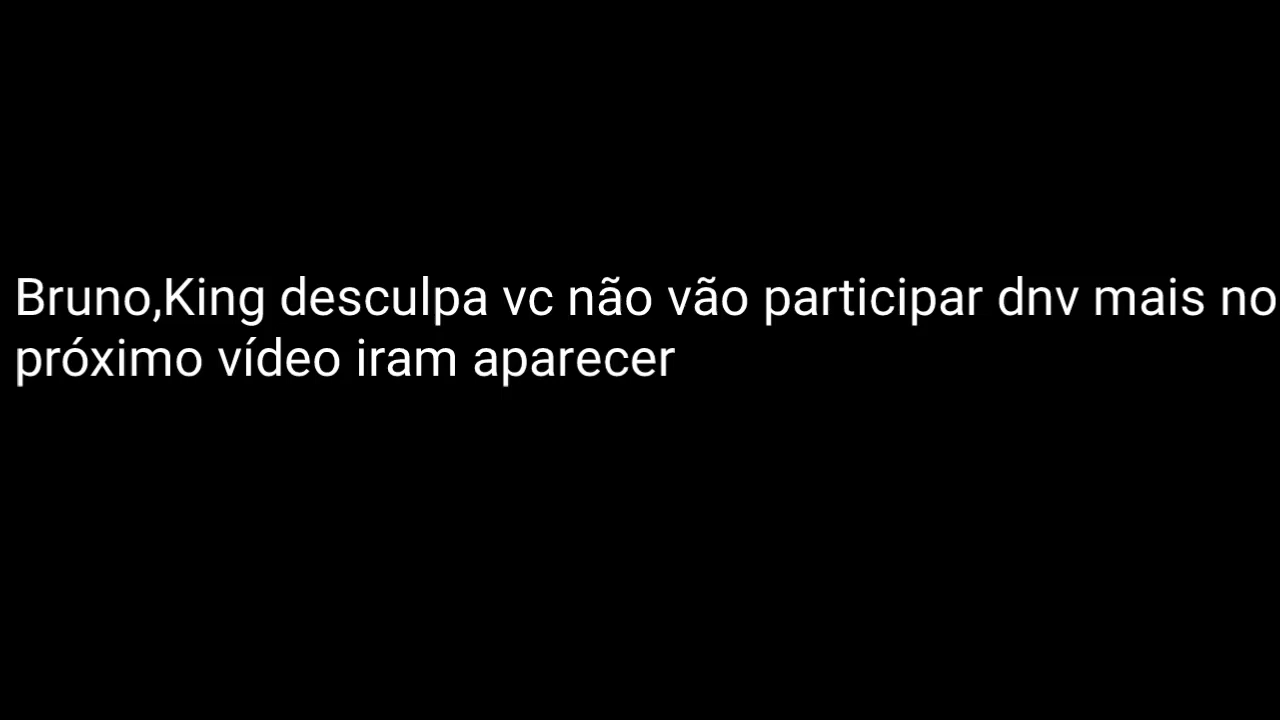 Bruno,King desculpa vc não vão participar dnv mais no
próximo vídeo iram aparecer